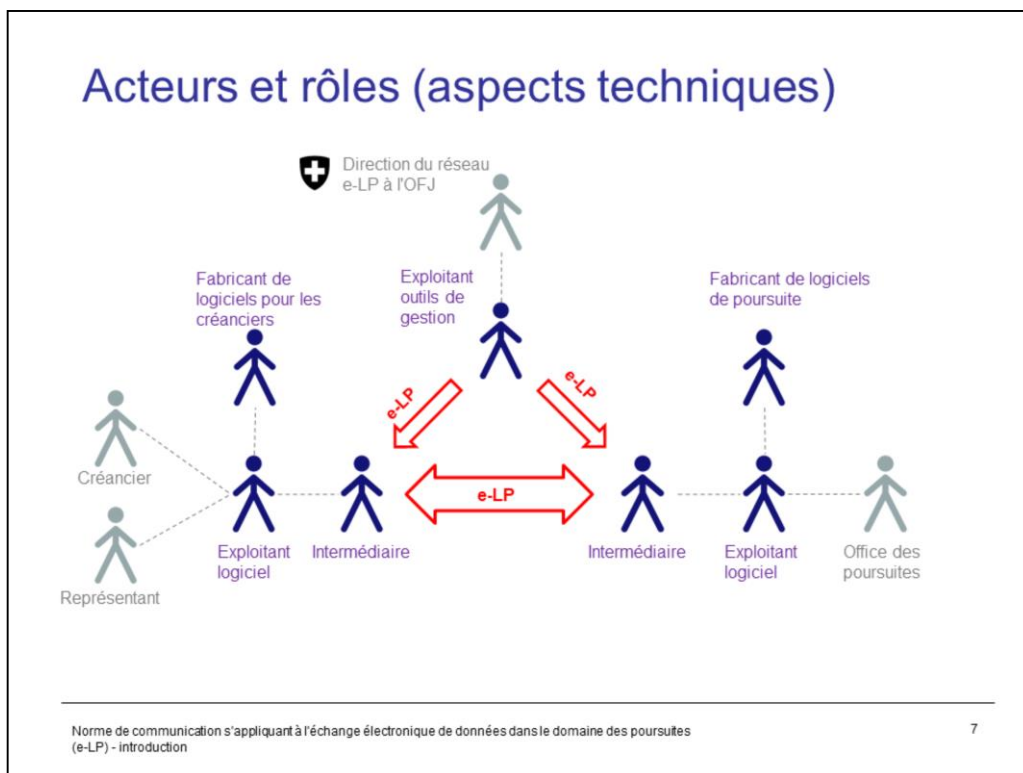 Acteurs et rôles (aspects techniques)
Direction du réseau
e-LP à l'OFJ
Fabricant de
logiciels pour les
créanciers
Exploitant
outils de
gestion
Fabricant de logiciels
de poursuite
e-LP
e-LP
Créancier
e-LP
Exploitant
logiciel
Intermédiaire
Intermédiaire
Exploitant
logiciel
Office des
poursuites
Représentant
Norme de communication s'appliquant à l'échange électronique de données dans le domaine des poursuites
(e-LP) - introduction
7